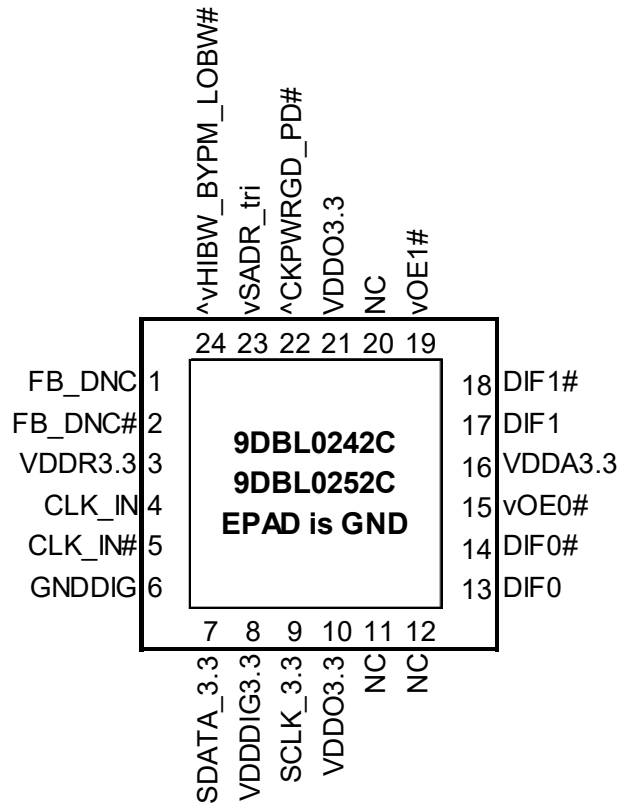 ^vHIBW_BYPM_LOBW#
vSADR_tri
^CKPWRGD_PD#
VDDO3.3
NC
vOE1#
24 23 22 21 20 19
FB_DNC 1
FB_DNC# 2
VDDR3.3 3
CLK_IN 4
CLK_IN# 5
GNDDIG 6
9DBL0242C
9DBL0252C
EPAD is GND
18 DIF1#
17 DIF1
16 VDDA3.3
15 vOE0#
14 DIF0#
13 DIF0
7 8 9 10 11 12
SDATA_3.3
VDDDIG3.3
SCLK_3.3
VDDO3.3
NC
NC